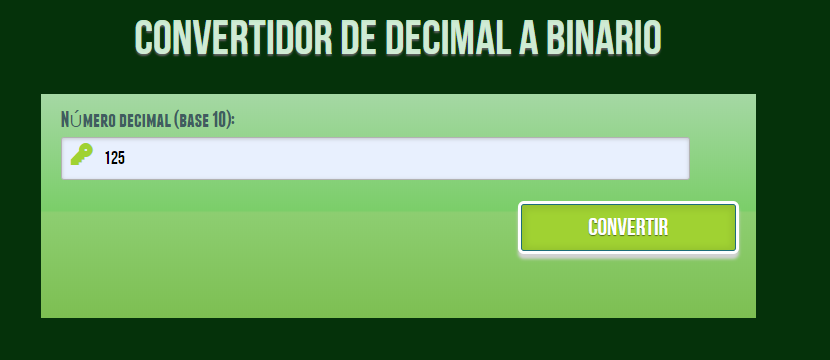 CONVERTIDOR DE DECIMAL A BINARIO
NÚMERO DECIMAL (BASE 10):
125
CONVERTIR